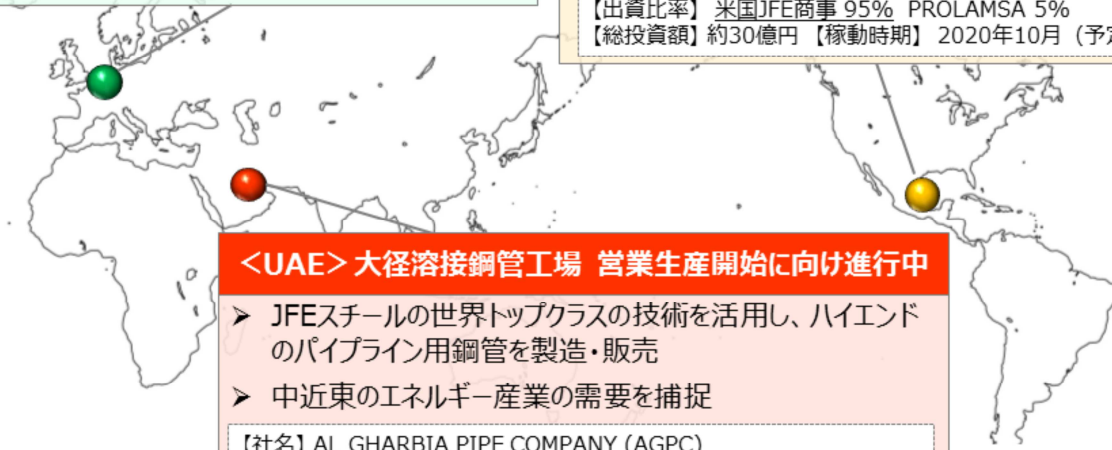 【出資比率】 米国JFE商事 95% PROLAMSA 5%
【総投資額】 約30億円 【稼動時期】 2020年10月 (予定
<UAE> 大径溶接鋼管工場 営業生産開始に向け進行中
➤ JFEスチールの世界トップクラスの技術を活用し、ハイエンド
のパイプライン用鋼管を製造・販売
➤ 中近東のエネルギー産業の需要を捕捉
【社名】 AL GHARBIA PIPE COMPANY (AGPC)